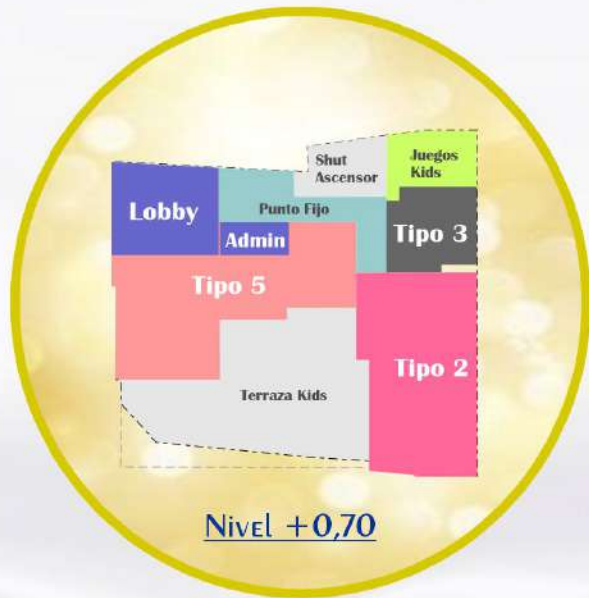 Shut
Ascensor
Juegos
Kids
Lobby
Punto Fijo
Admin
Tipo 3
Tipo 5
Tipo 2
Terraza Kids
Nivel +0,70